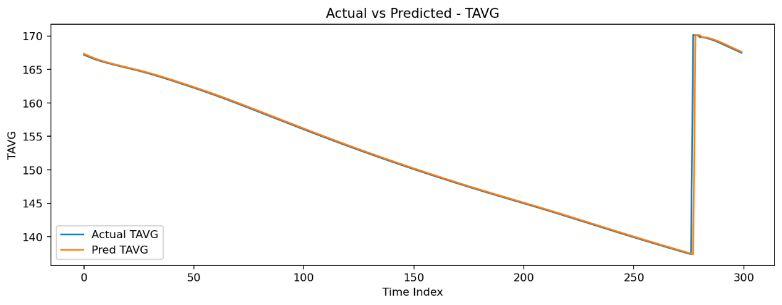 Actual vs Predicted - TAVG
170
165
160
155
150
145
140
TAVG
Actual TAVG
Pred TAVG
0 50 100 150 200 250 300
Time Index